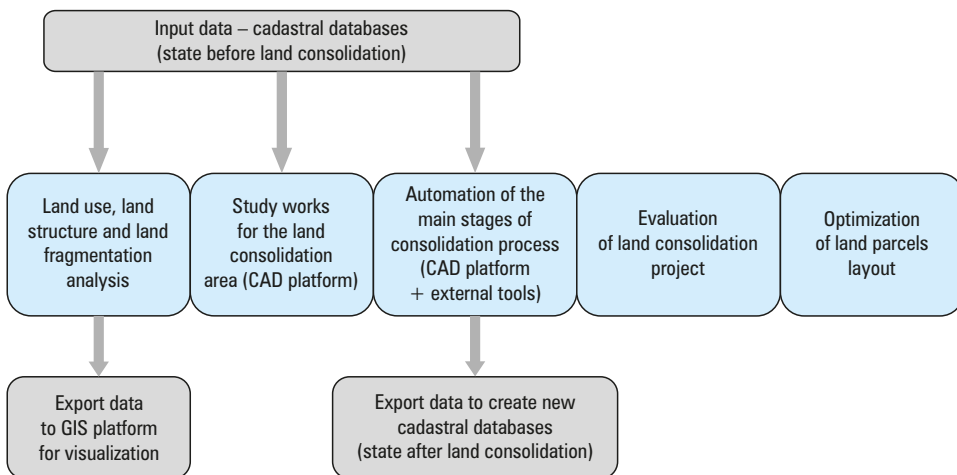 Input data – cadastral databases
(state before land consolidation)
Land use, land
structure and land
fragmentation
analysis
Study works
for the land
consolidation
area (CAD platform)
Automation of the
main stages of
consolidation process
(CAD platform
+ external tools)
Evaluation
of land consolidation
project
Optimization
of land parcels
layout
Export data
to GIS platform
for visualization
Export data to create new
cadastral databases
(state after land consolidation)